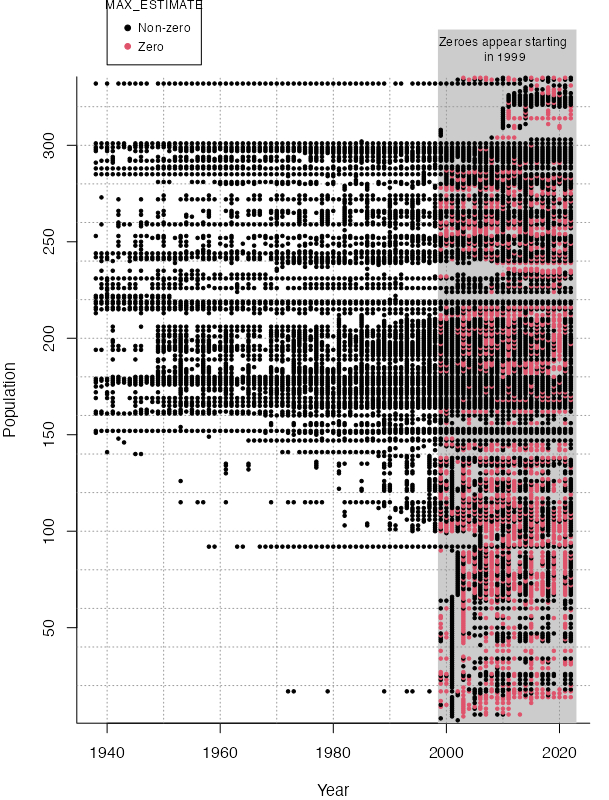 MAX_ESTIMATE
Non-zero
Zero
Zeroes appear starting
in 1999
300
250
200
150
100
50
Population
1940 1960 1980 2000 2020
Year